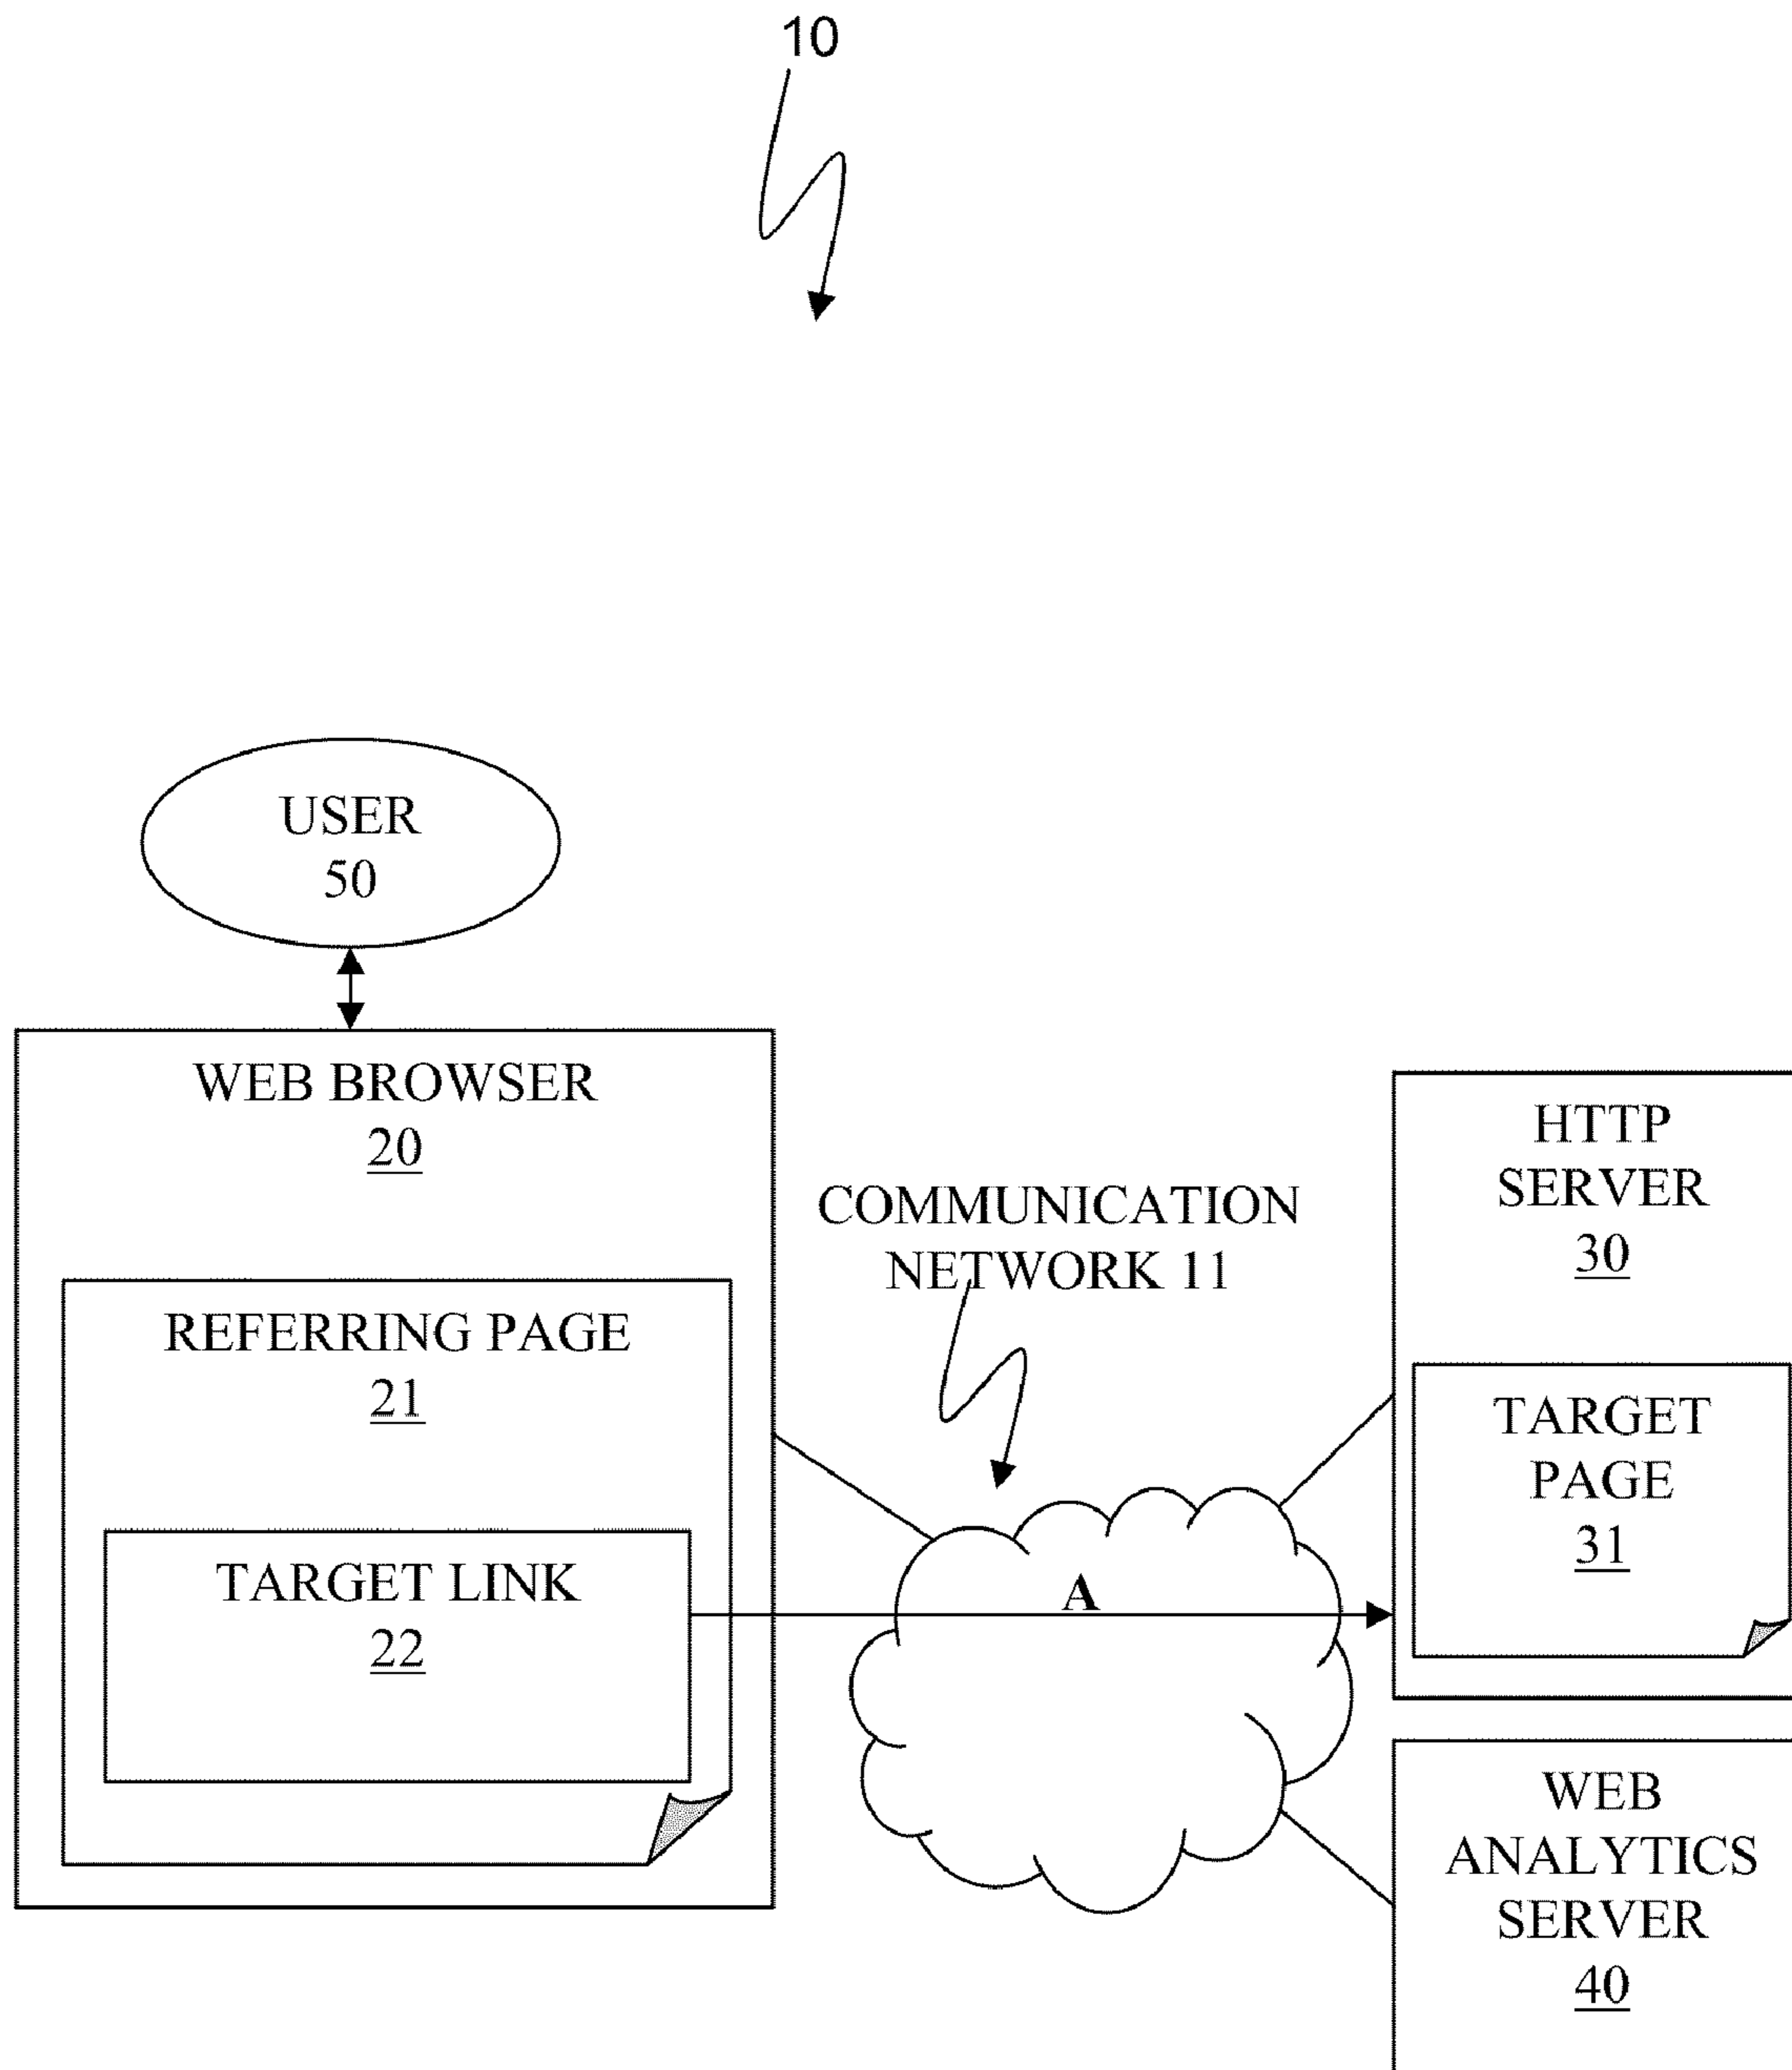 10
USER
50
WEB BROWSER
20
REFERRING PAGE
21
TARGET LINK
22
COMMUNICATION
NETWORK 11
A
HTTP
SERVER
30
TARGET
PAGE
31
WEB
ANALYTICS
SERVER
40